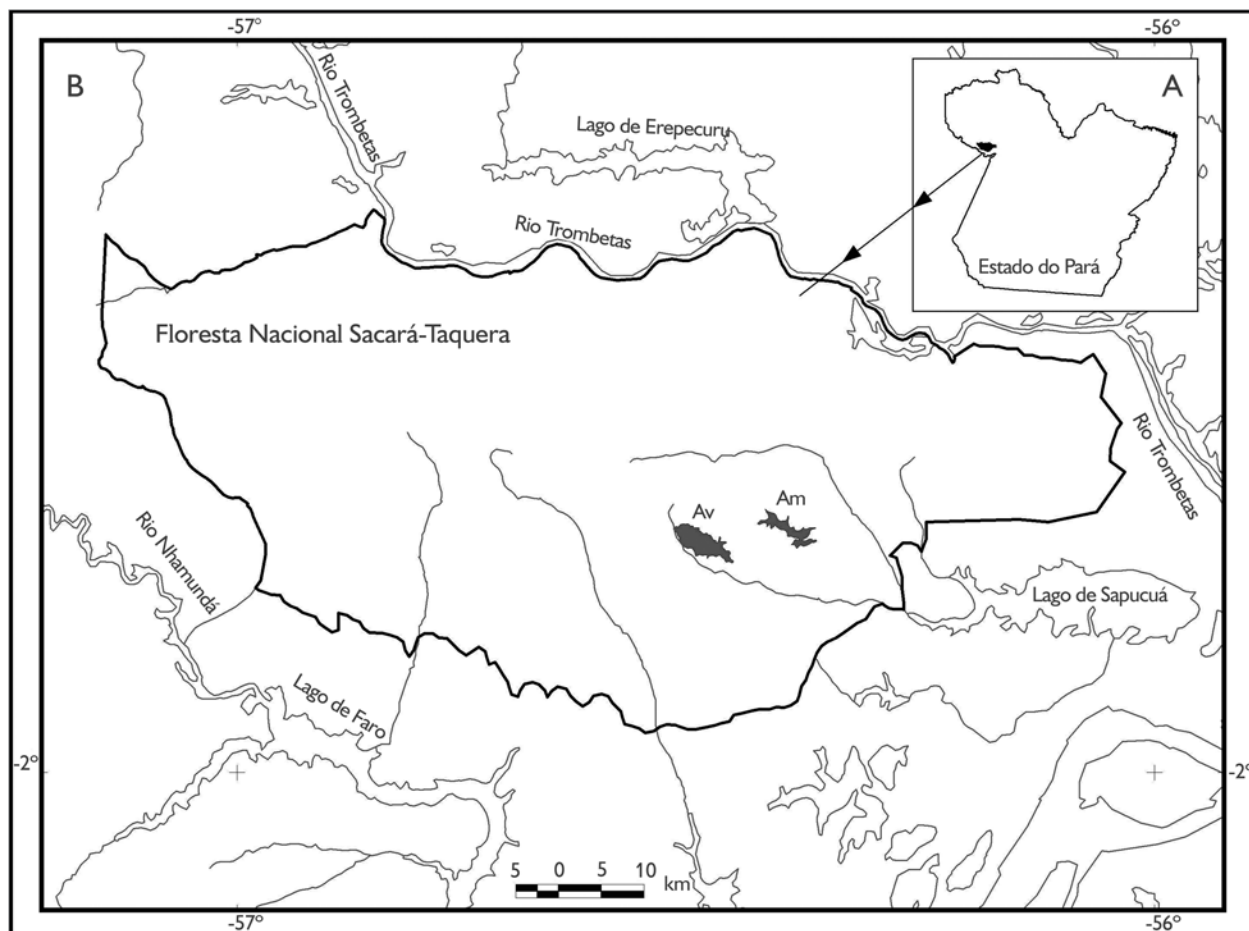 -57°
-56°
B
Rio Trombetas
Lago de Erepecuru
A
Rio Trombetas
Estado do Pará
Floresta Nacional Sacará-Taquera
Rio Trombetas
Av
Am
Rio Nhamundá
Lago de Sapucuá
Lago de Faro
-2°
-2°
5 0 5 10
km
-57°
-56°